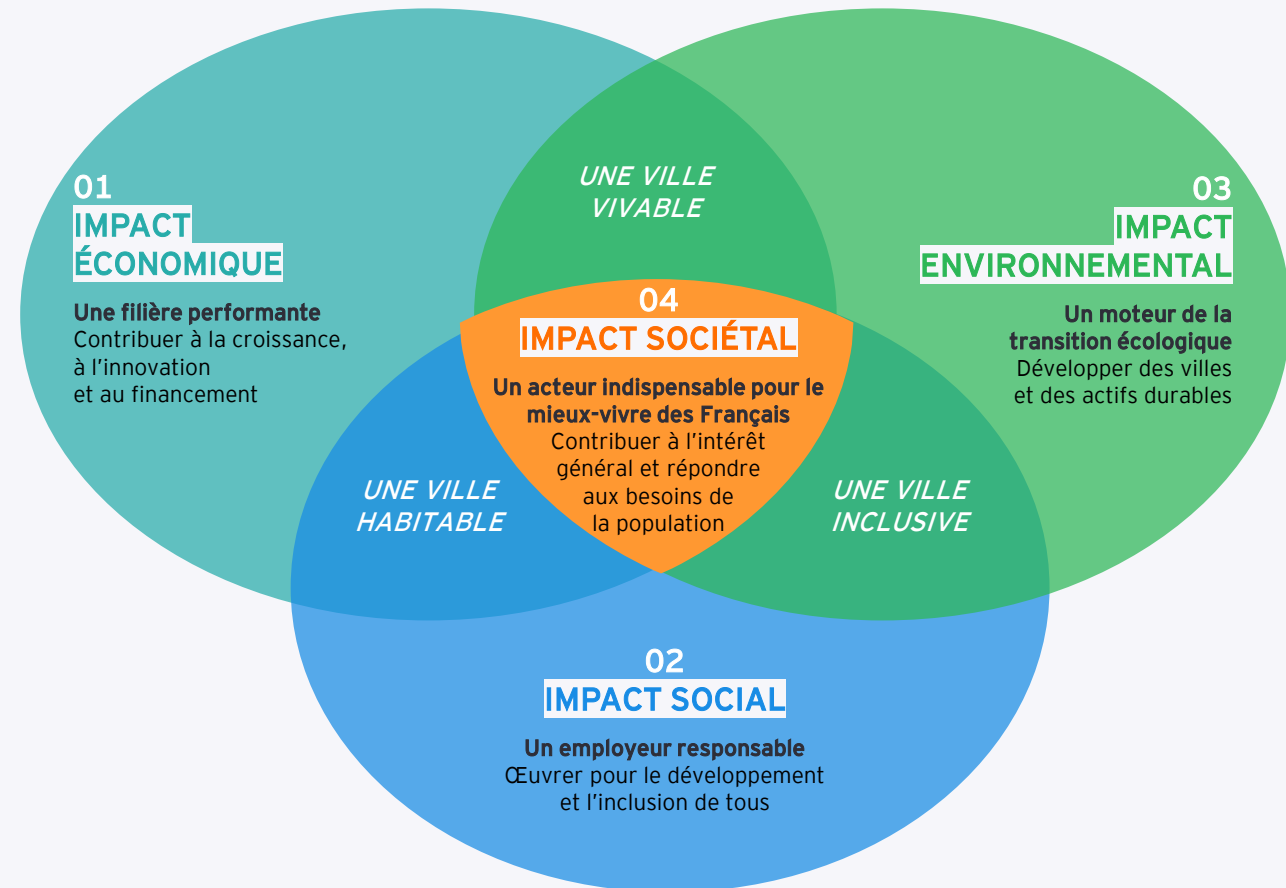 UNE VILLE
VIVABLE
01
IMPACT
ÉCONOMIQUE
Une filière performante
Contribuer à la croissance,
à l'innovation
et au financement
03
IMPACT
ENVIRONNEMENTAL
Un moteur de la
transition écologique
Développer des villes
et des actifs durables
04
IMPACT SOCIÉTAL
Un acteur indispensable pour le
mieux-vivre des Français
Contribuer à l'intérêt
général et répondre
aux besoins de
la population
UNE VILLE
HABITABLE
UNE VILLE
INCLUSIVE
02
IMPACT SOCIAL
Un employeur responsable
Œuvrer pour le développement
et l'inclusion de tous